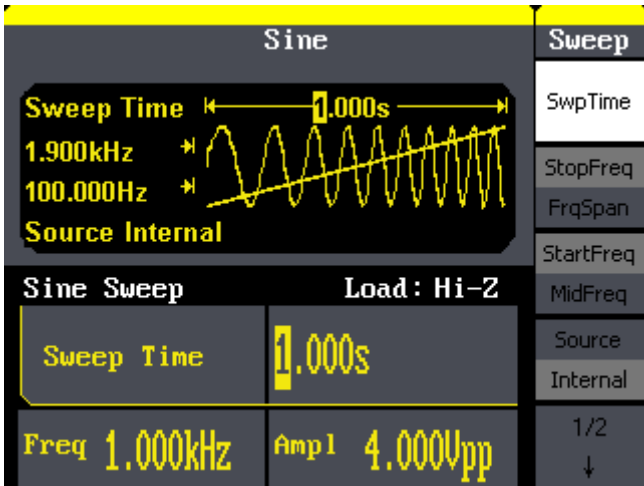 Sine
Sweep
Sweep Time 1.000s
1.900kHz
100.000Hz
Source Internal
Sine Sweep Load: Hi-Z
Sweep Time 1.000s
Freq 1.000kHz Ampl 4.000Vpp
SwpTime
StopFreq
FrqSpan
StartFreq
MidFreq
Source
Internal
1/2
↓